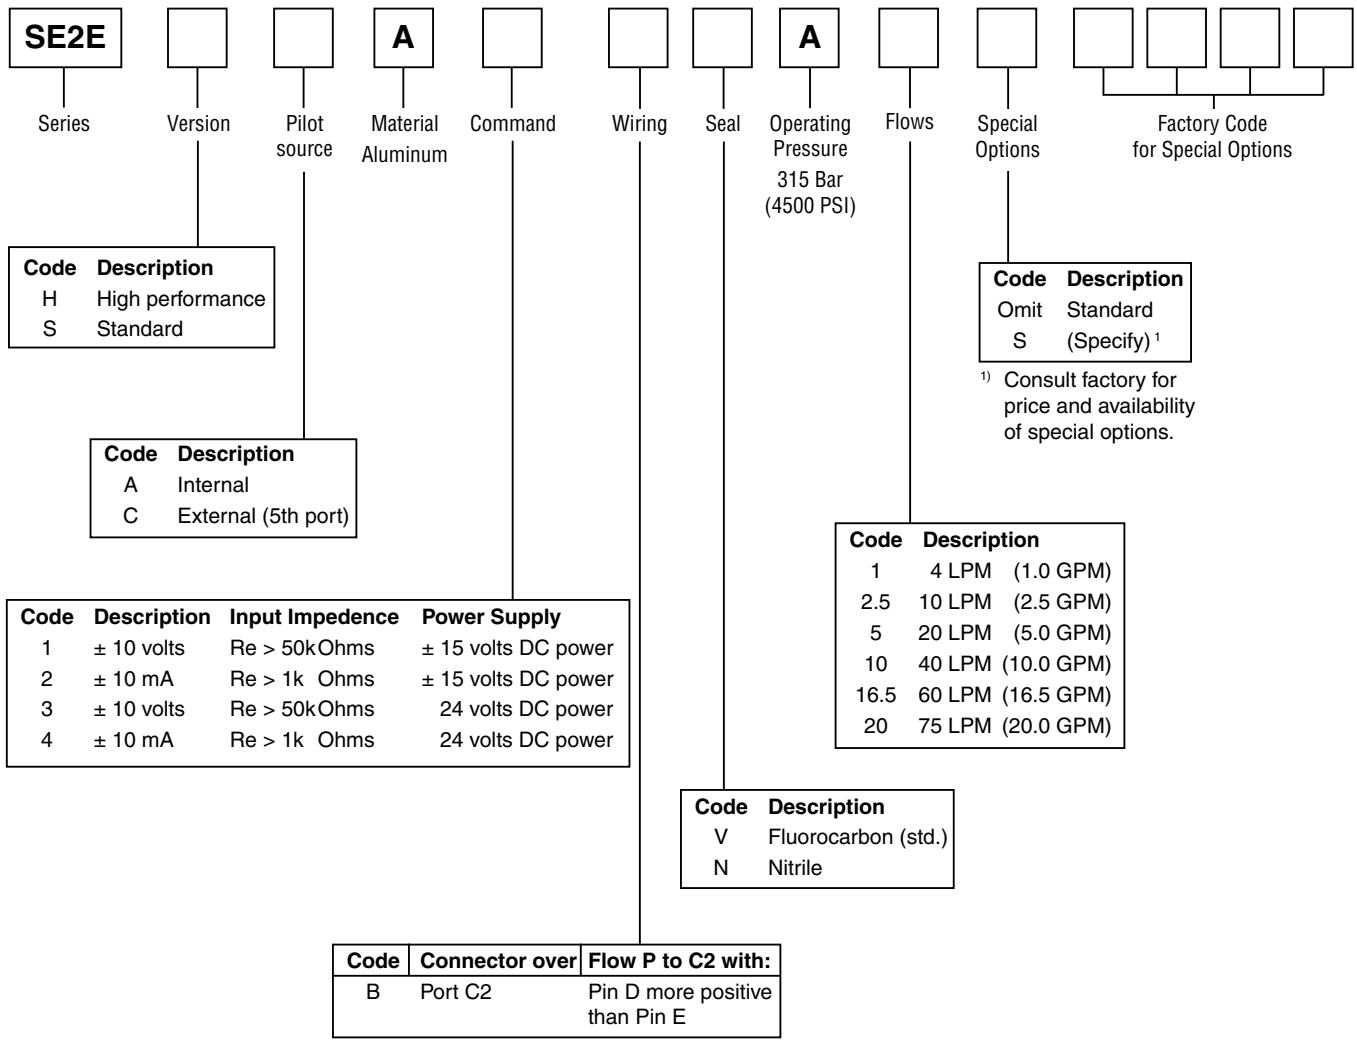 SE2E A A
Series Version Pilot source Material Aluminum Command Wiring Seal Operating Pressure 315 Bar (4500 PSI) Flows Special Options Factory Code for Special Options
Code Description
H High performance
S Standard
Code Description
Omit Standard
S (Specify) 1
1) Consult factory for
price and availability
of special options.
Code Description
A Internal
C External (5th port)
Code Description
1 4 LPM (1.0 GPM)
2.5 10 LPM (2.5 GPM)
5 20 LPM (5.0 GPM)
10 40 LPM (10.0 GPM)
16.5 60 LPM (16.5 GPM)
20 75 LPM (20.0 GPM)
Code Description Input Impedence Power Supply
1 ± 10 volts Re > 50k Ohms ± 15 volts DC power
2 ± 10 mA Re > 1k Ohms ± 15 volts DC power
3 ± 10 volts Re > 50k Ohms 24 volts DC power
4 ± 10 mA Re > 1k Ohms 24 volts DC power
Code Description
V Fluorocarbon (std.)
N Nitrile
Code Connector over Flow P to C2 with:
B Port C2 Pin D more positive
than Pin E